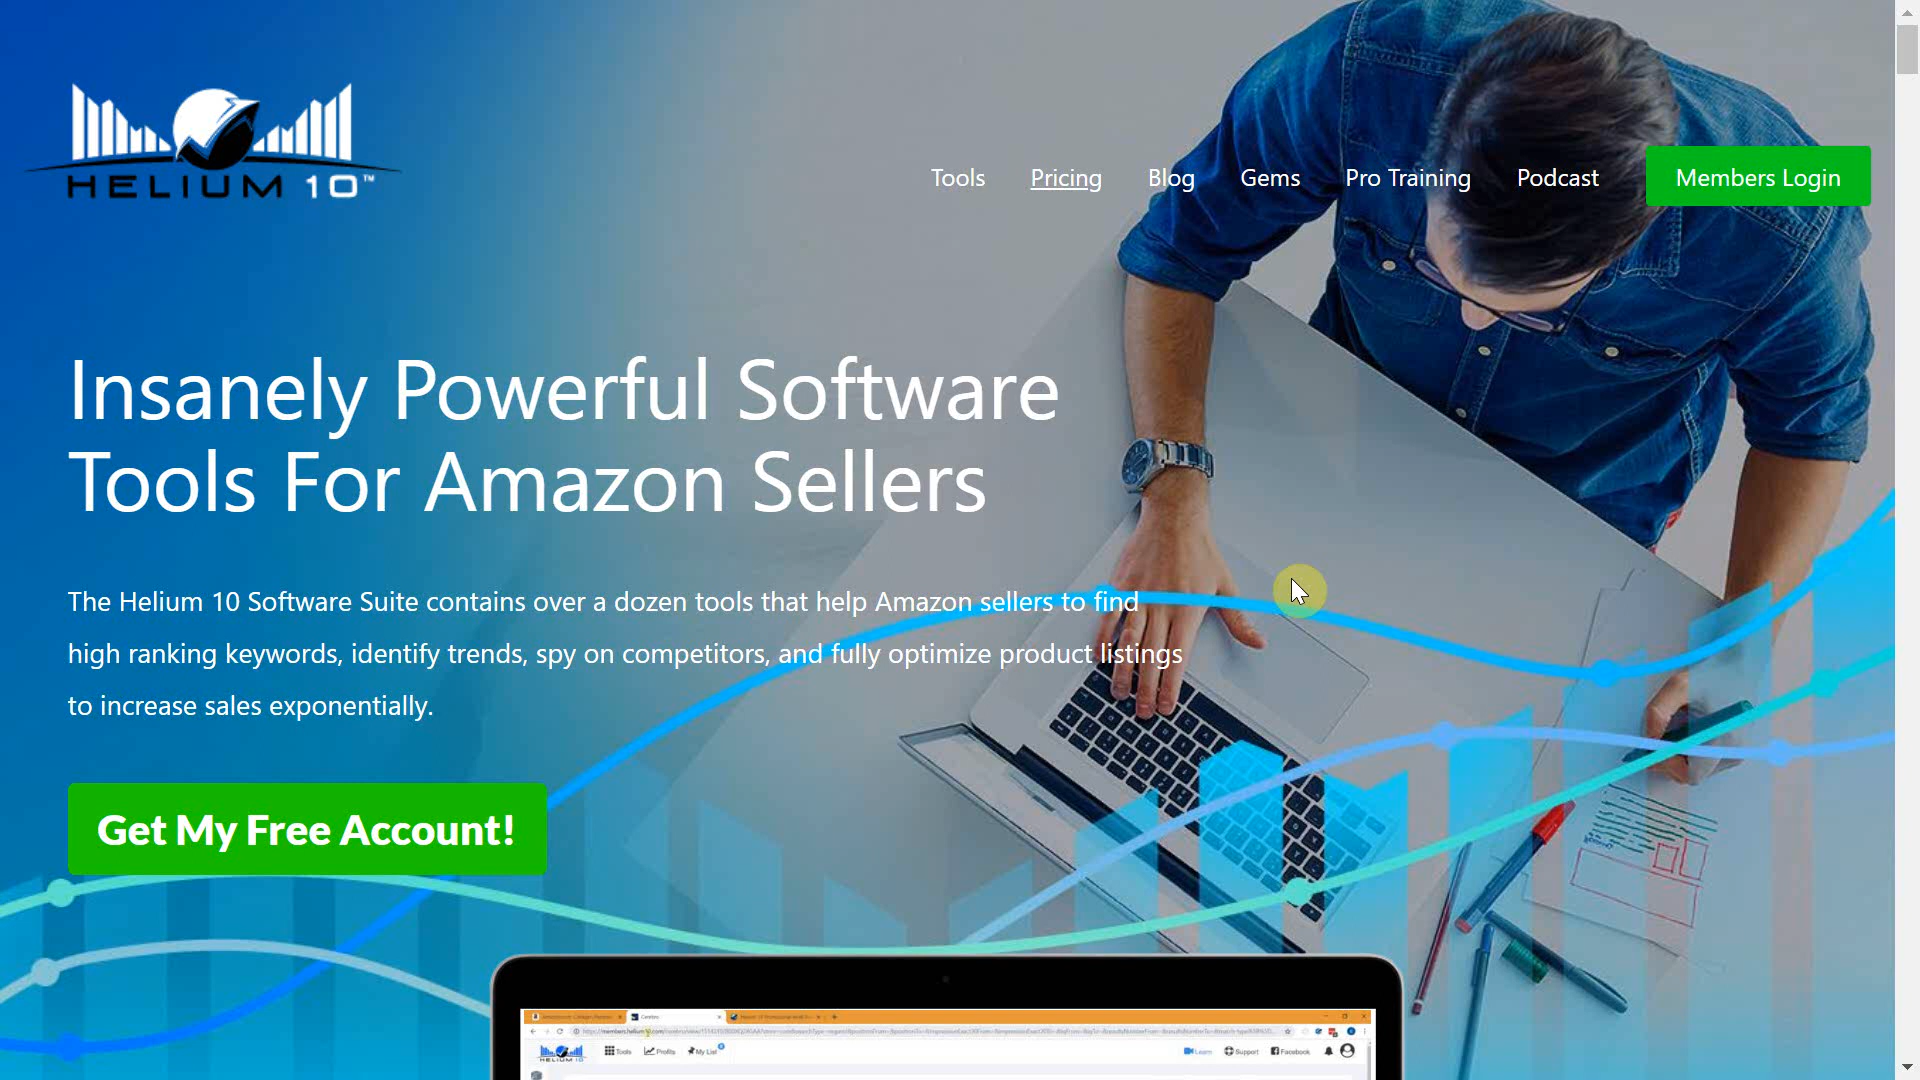 HELIUM 10™
Tools Pricing Blog Gems Pro Training Podcast Members Login
Insanely Powerful Software
Tools For Amazon Sellers
The Helium 10 Software Suite contains over a dozen tools that help Amazon sellers to find
high ranking keywords, identify trends, spy on competitors, and fully optimize product listings
to increase sales exponentially.
Get My Free Account!
Cerebro
HELIUM 10 Tools Profits My List Learn Support Facebook